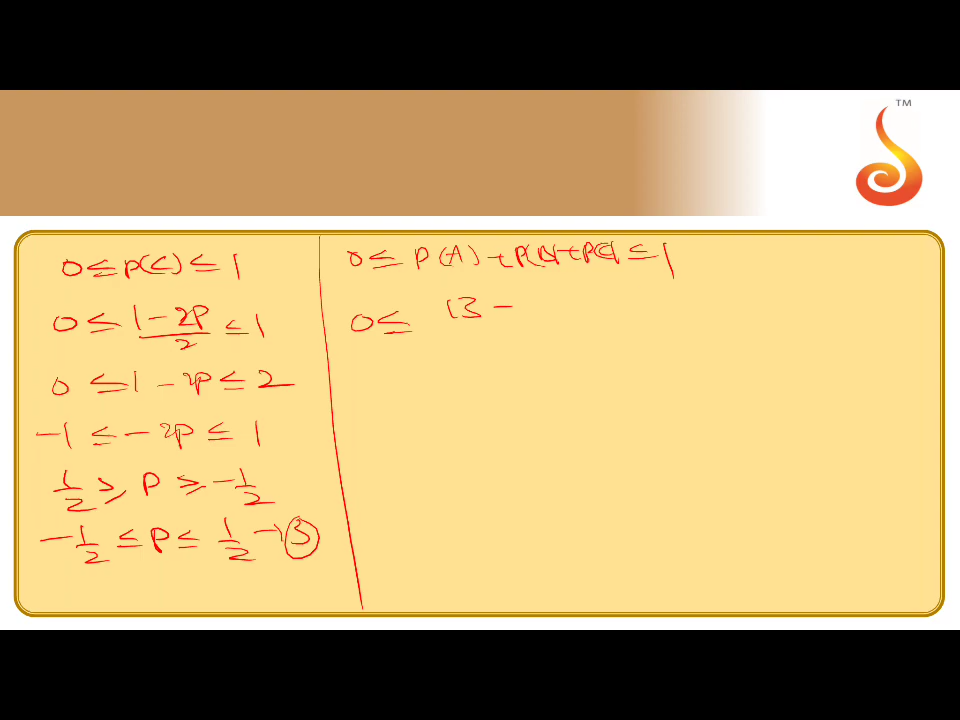 TM
0 ≤ P(C) ≤ 1
0 ≤ (1 - 2P)/2 ≤ 1
0 ≤ 1 - 2P ≤ 2
-1 ≤ -2P ≤ 1
1/2 ≥ P ≥ -1/2
-1/2 ≤ P ≤ 1/2 → 3
0 ≤ P(A) + P(B) + P(C) ≤ 1
0 ≤ 13 -